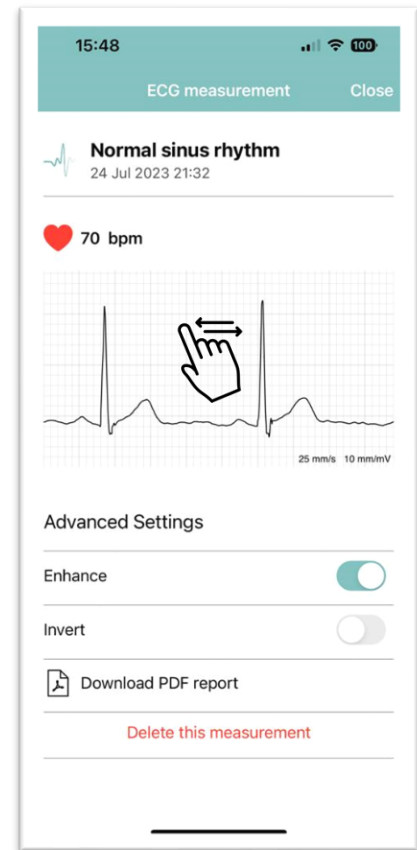 15:48
100
ECG measurement Close
Normal sinus rhythm
24 Jul 2023 21:32
70 bpm
25 mm/s 10 mm/mV
Advanced Settings
Enhance
Invert
Download PDF report
Delete this measurement